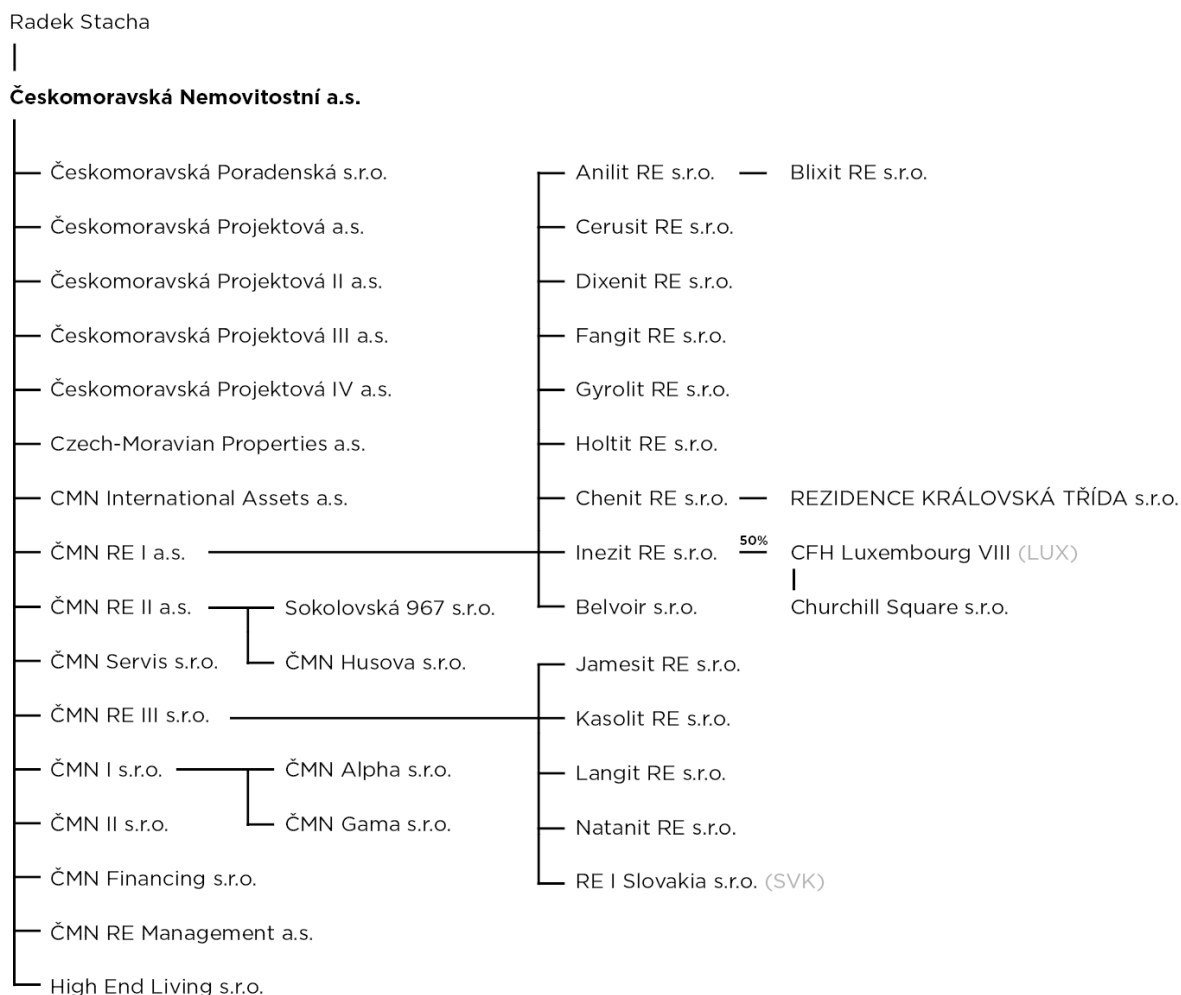 Radek Stacha
Českomoravská Nemovitostní a.s.
Českomoravská Poradenská s.r.o.
Českomoravská Projektová a.s.
Českomoravská Projektová II a.s.
Českomoravská Projektová III a.s.
Českomoravská Projektová IV a.s.
Czech-Moravian Properties a.s.
CMN International Assets a.s.
ČMN RE I a.s.
ČMN RE II a.s.
ČMN Servis s.r.o.
ČMN RE III s.r.o.
ČMN I s.r.o.
ČMN II s.r.o.
ČMN Financing s.r.o.
ČMN RE Management a.s.
High End Living s.r.o.
Sokolovská 967 s.r.o.
ČMN Husova s.r.o.
ČMN Alpha s.r.o.
ČMN Gama s.r.o.
Anilit RE s.r.o.
Cerusit RE s.r.o.
Dixenit RE s.r.o.
Fangit RE s.r.o.
Gyrolit RE s.r.o.
Holtit RE s.r.o.
Chenit RE s.r.o.
Inezit RE s.r.o.
Belvoir s.r.o.
Jamesit RE s.r.o.
Kasolit RE s.r.o.
Langit RE s.r.o.
Natanit RE s.r.o.
RE I Slovakia s.r.o. (SVK)
Blixit RE s.r.o.
REZIDENCE KRÁLOVSKÁ TŘÍDA s.r.o.
50%
CFH Luxembourg VIII (LUX)
Churchill Square s.r.o.